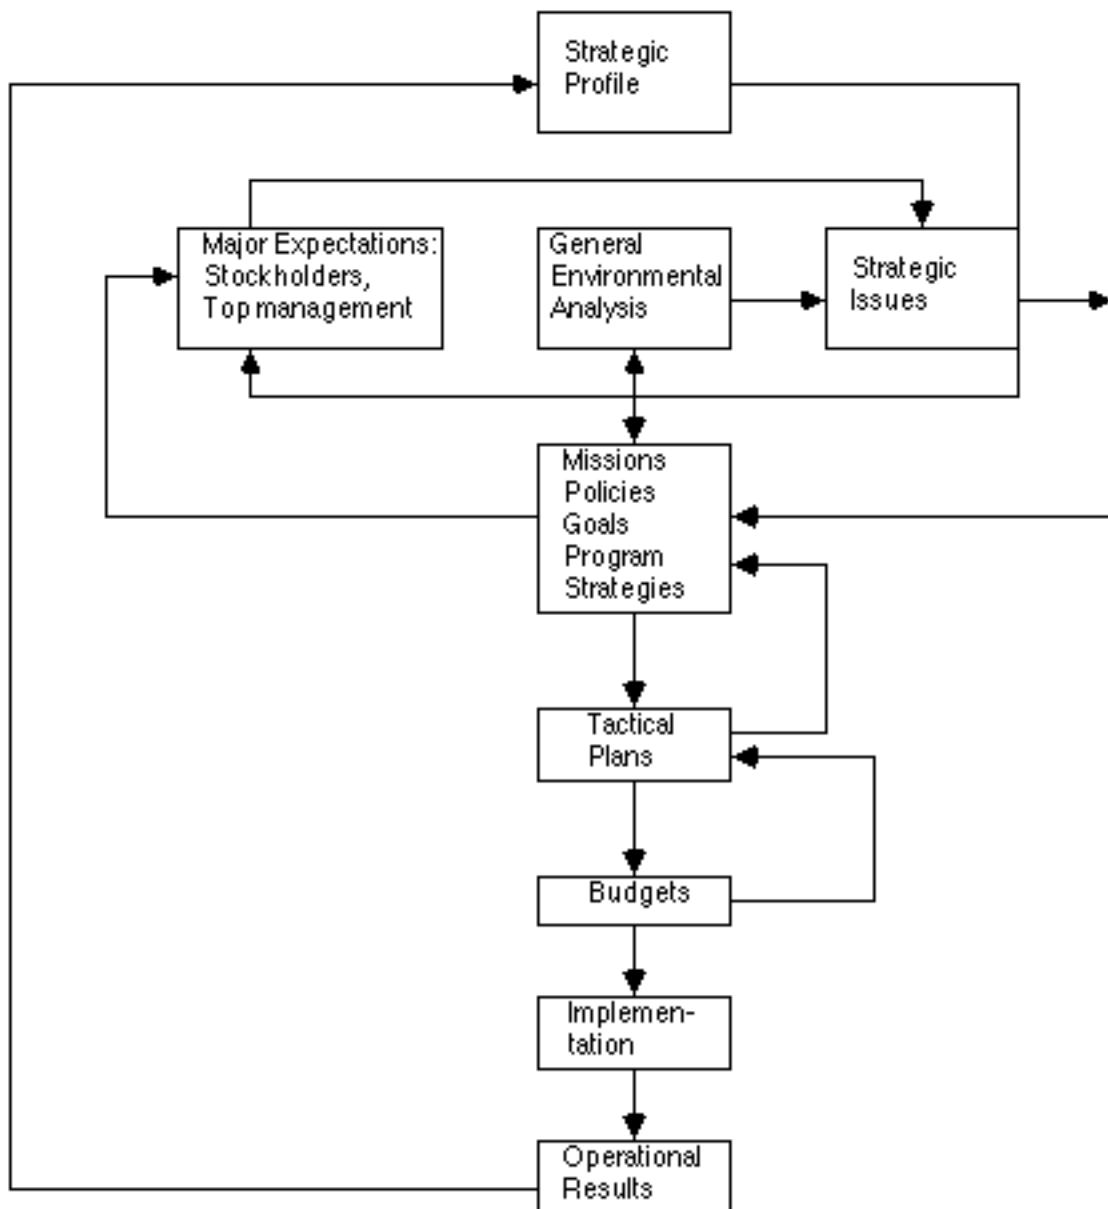 Strategic
Profile
Major Expectations:
Stockholders,
Top management
General
Environmental
Analysis
Strategic
Issues
Missions
Policies
Goals
Program
Strategies
Tactical
Plans
Budgets
Implemen-
tation
Operational
Results